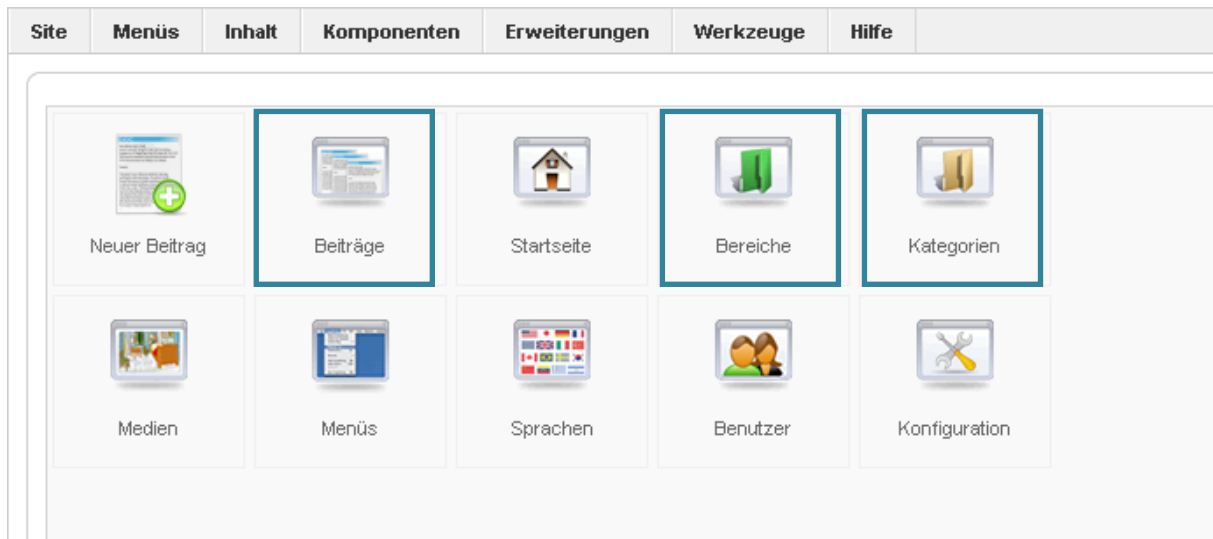 Site Menüs Inhalt Komponenten Erweiterungen Werkzeuge Hilfe
Neuer Beitrag Beiträge Startseite Bereiche Kategorien
Medien Menüs Sprachen Benutzer Konfiguration